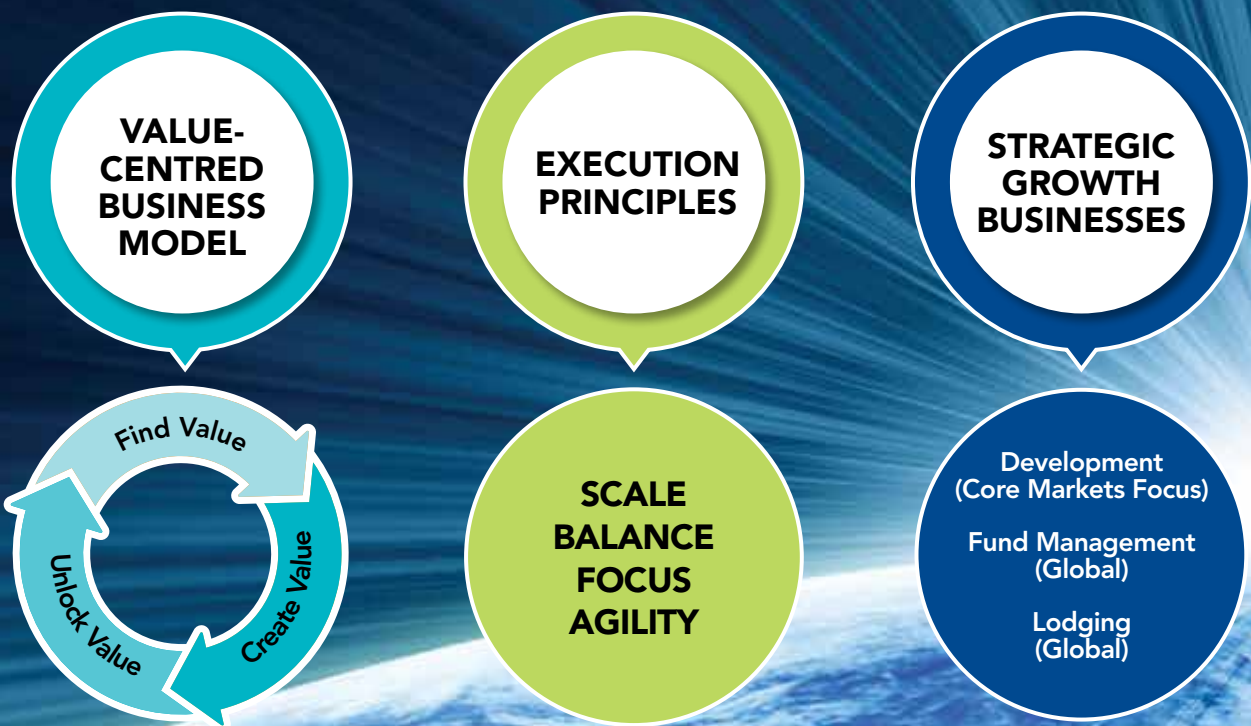 VALUE-
CENTRED
BUSINESS
MODEL
EXECUTION
PRINCIPLES
STRATEGIC
GROWTH
BUSINESSES
Find Value
Create Value
Unlock Value
SCALE
BALANCE
FOCUS
AGILITY
Development
(Core Markets Focus)
Fund Management
(Global)
Lodging
(Global)